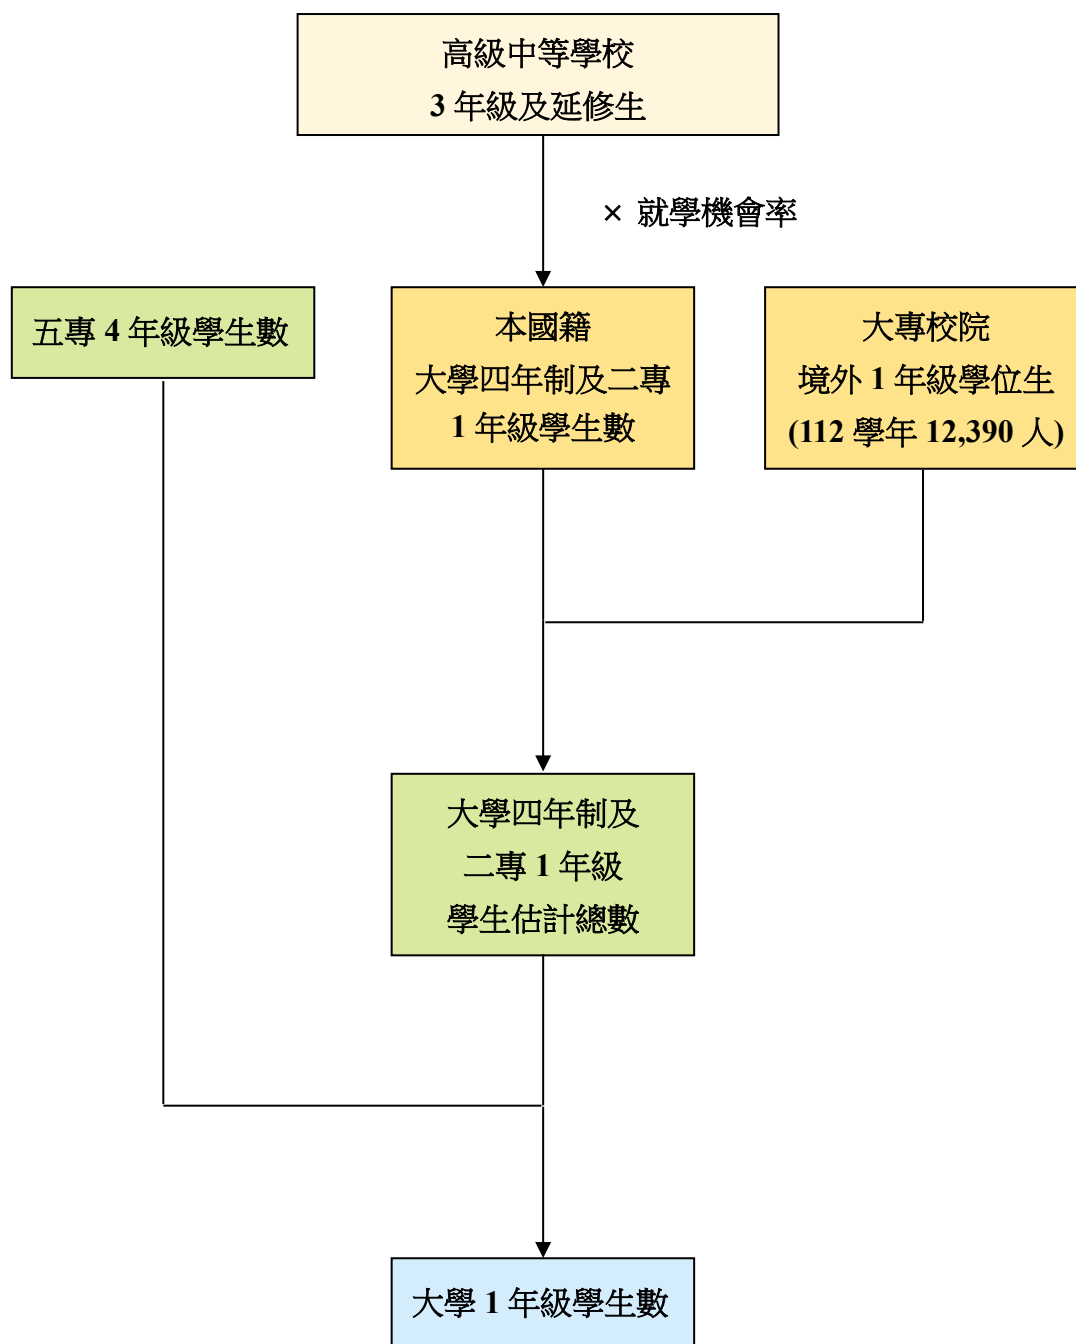 高級中等學校
3 年級及延修生
× 就學機會率
五專 4 年級學生數
本國籍
大學四年制及二專
1 年級學生數
大專校院
境外 1 年級學位生
(112 學年 12,390 人)
大學四年制及
二專 1 年級
學生估計總數
大學 1 年級學生數